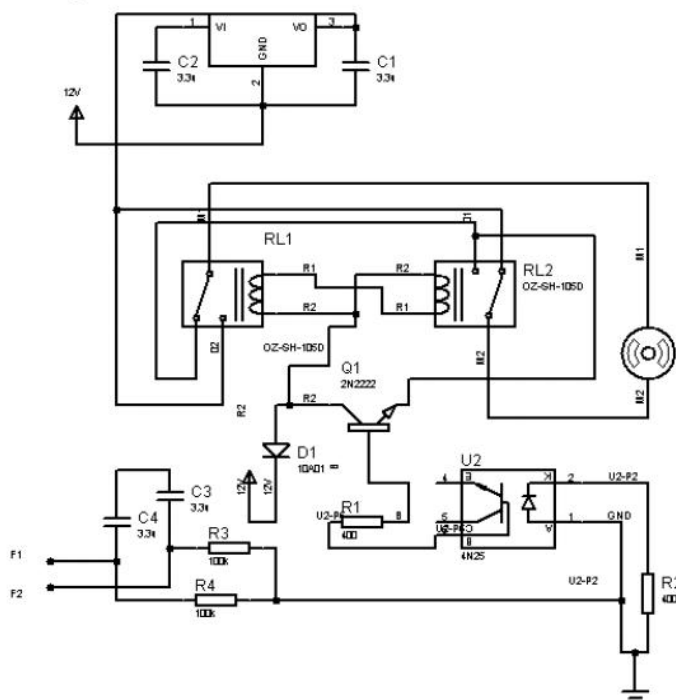 1 VI VO 3
GND
2
C2
3.3u
C1
3.3u
12V
M1
D1
RL1
R1
R2
R2
R1
RL2
OZ-SH-105D
M1
D2
OZ-SH-105D
M2
M2
Q1
2N2222
R2
R2
D1
10A01
12V
12V
U2
4
E
K
2
U2-P2
C3
3.3u
C4
3.3u
R1
400
B
5
C
6
B
A
1
GND
4N25
F1
F2
R3
100k
R4
100k
U2-P2
R2
400